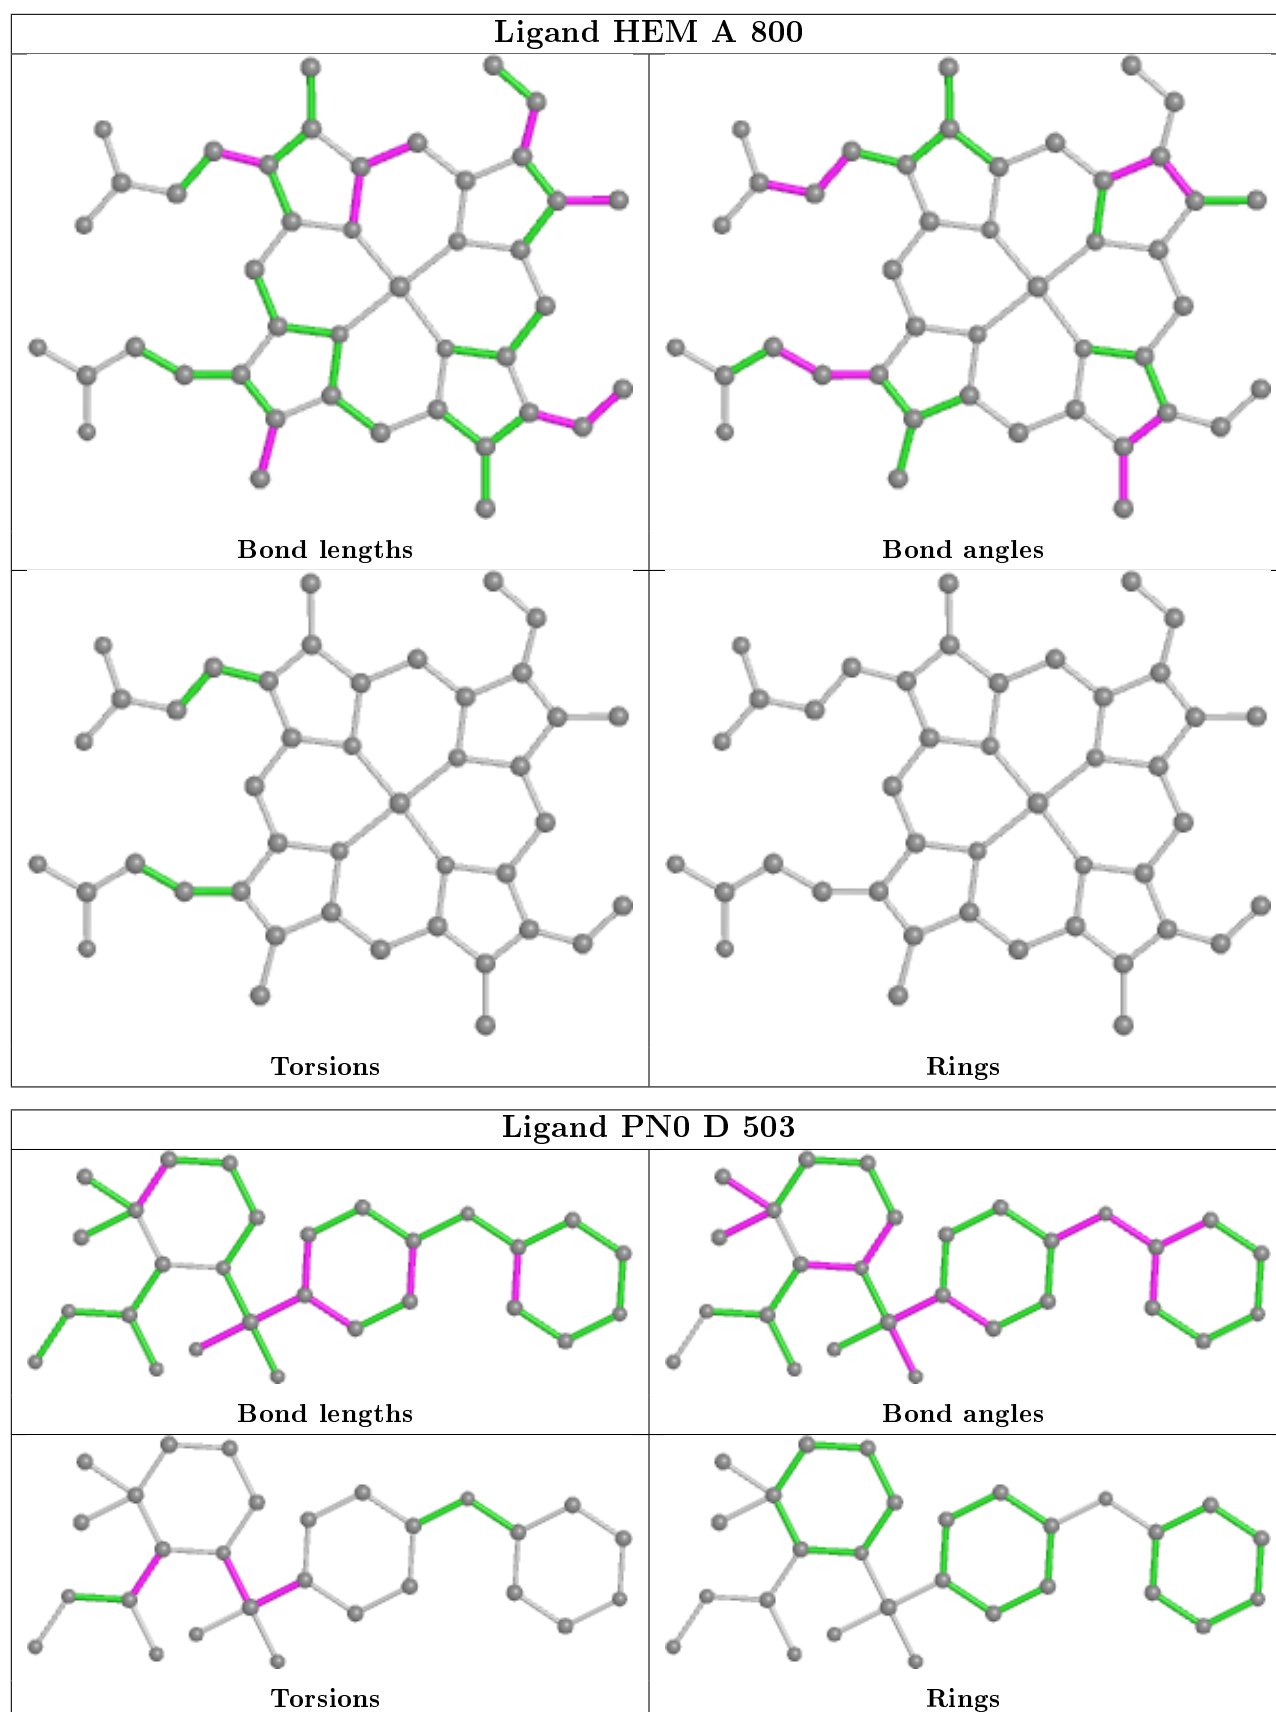 Ligand HEM A 800
Bond lengths
Bond angles
Torsions
Rings
Ligand PN0 D 503
Bond lengths
Bond angles
Torsions
Rings